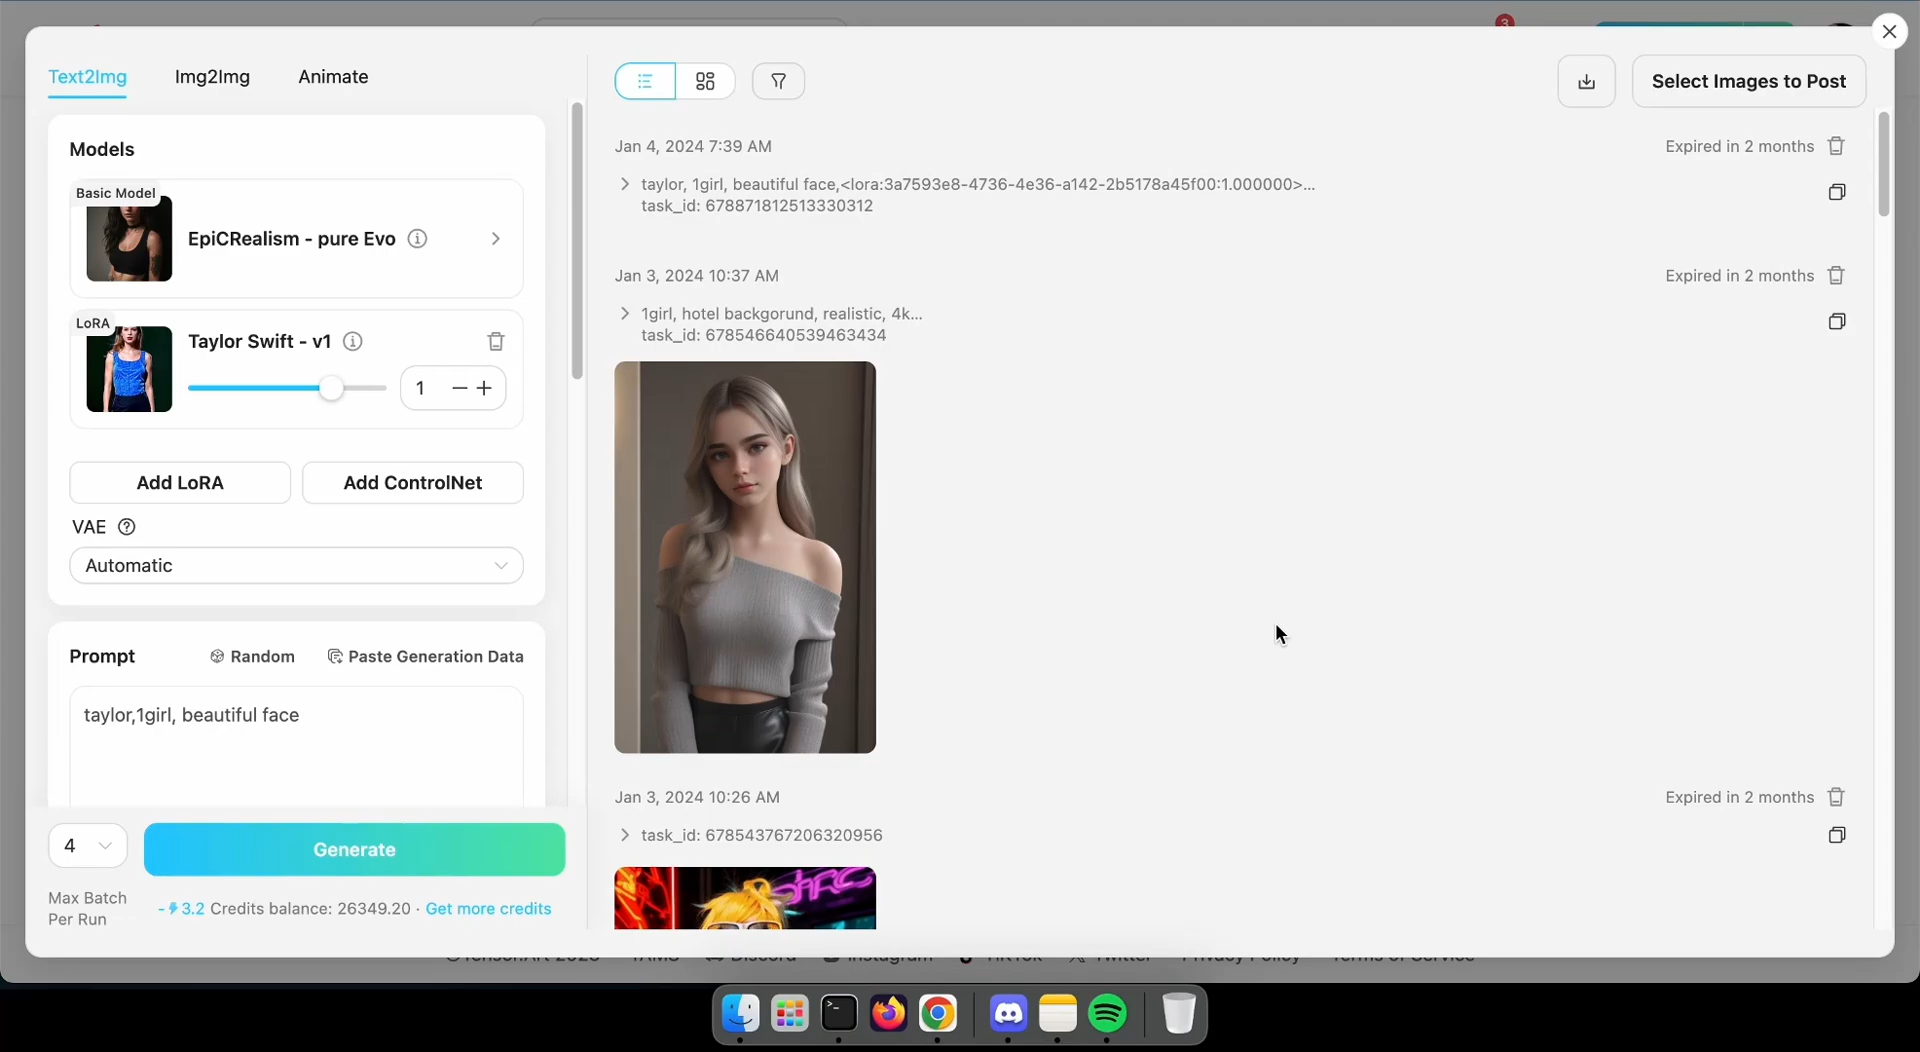 3
Text2Img Img2Img Animate
Select Images to Post
Models
Basic Model
EpiCRealism - pure Evo
LoRA
Taylor Swift - v1
1
Add LoRA Add ControlNet
VAE
Automatic
Prompt Random Paste Generation Data
taylor,1girl, beautiful face
4 Generate
Max Batch
Per Run
-3.2 Credits balance: 26349.20 · Get more credits
Jan 4, 2024 7:39 AM Expired in 2 months
taylor, 1girl, beautiful face,<lora:3a7593e8-4736-4e36-a142-2b5178a45f00:1.000000>...
task_id: 678871812513330312
Jan 3, 2024 10:37 AM Expired in 2 months
1girl, hotel backgorund, realistic, 4k...
task_id: 678546640539463434
Jan 3, 2024 10:26 AM Expired in 2 months
task_id: 678543767206320956